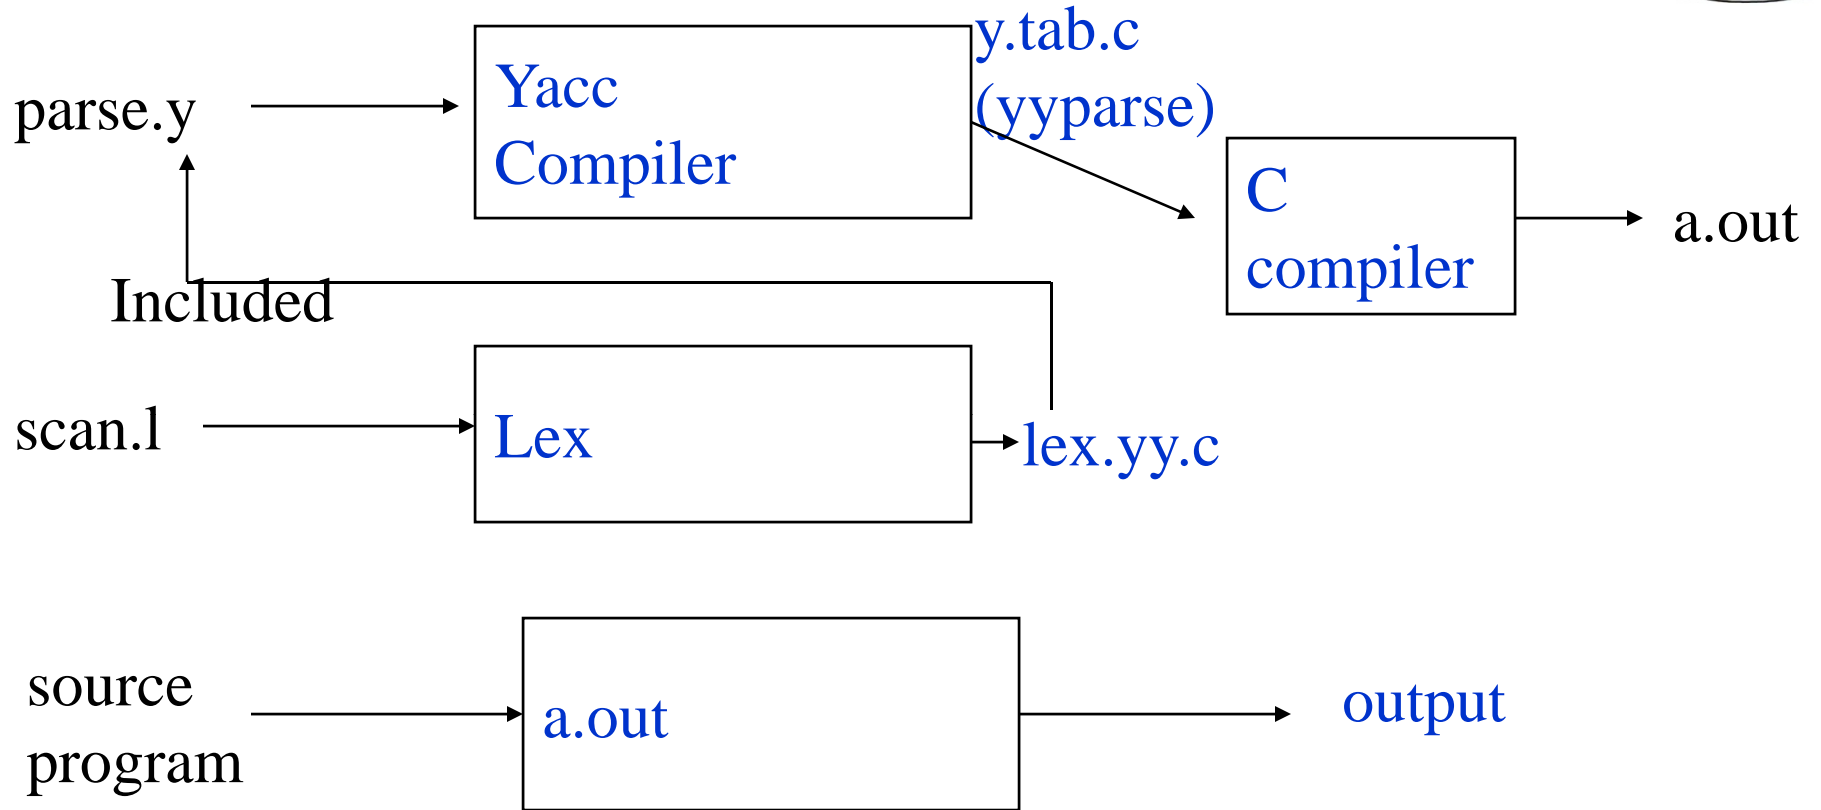 parse.y
Yacc
Compiler
y.tab.c
(yyparse)
C
compiler
a.out
Included
scan.l
Lex
lex.yy.c
source
program
a.out
output